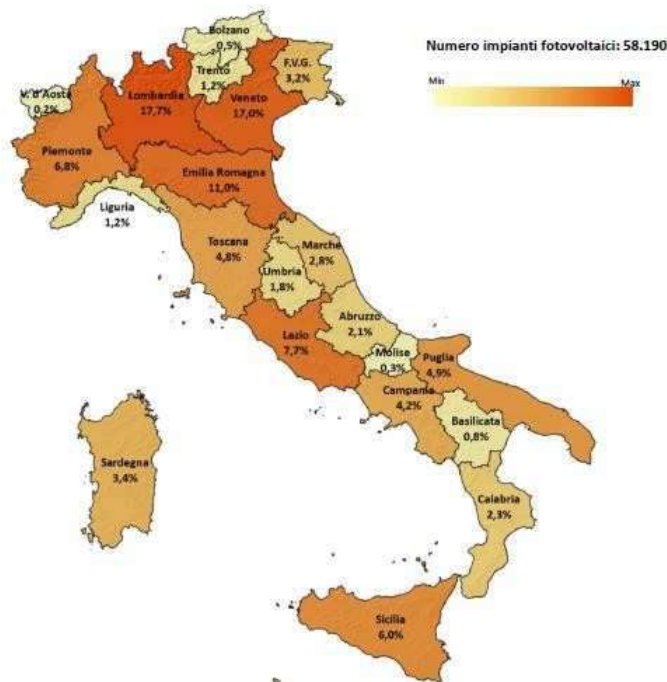 Numero impianti fotovoltaici: 58.190
Min
Max
Bolzano
0,5%
Trento
1,2%
F.V.G.
3,2%
V. d'Aosta
0,2%
Lombardia
17,7%
Veneto
17,0%
Piemonte
6,8%
Emilia Romagna
11,0%
Liguria
1,2%
Toscana
4,8%
Marche
2,8%
Umbria
1,8%
Abruzzo
2,1%
Lazio
7,7%
Molise
0,3%
Puglia
4,9%
Campania
4,2%
Basilicata
0,8%
Sardegna
3,4%
Calabria
2,3%
Sicilia
6,0%